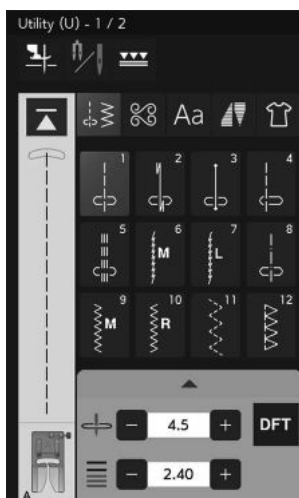 Utility (U) - 1 / 2
Aa
1 2 3 4
5 6 7 8
M L
9 10 11 12
M R
- 4.5 + DFT
- 2.40 +
A